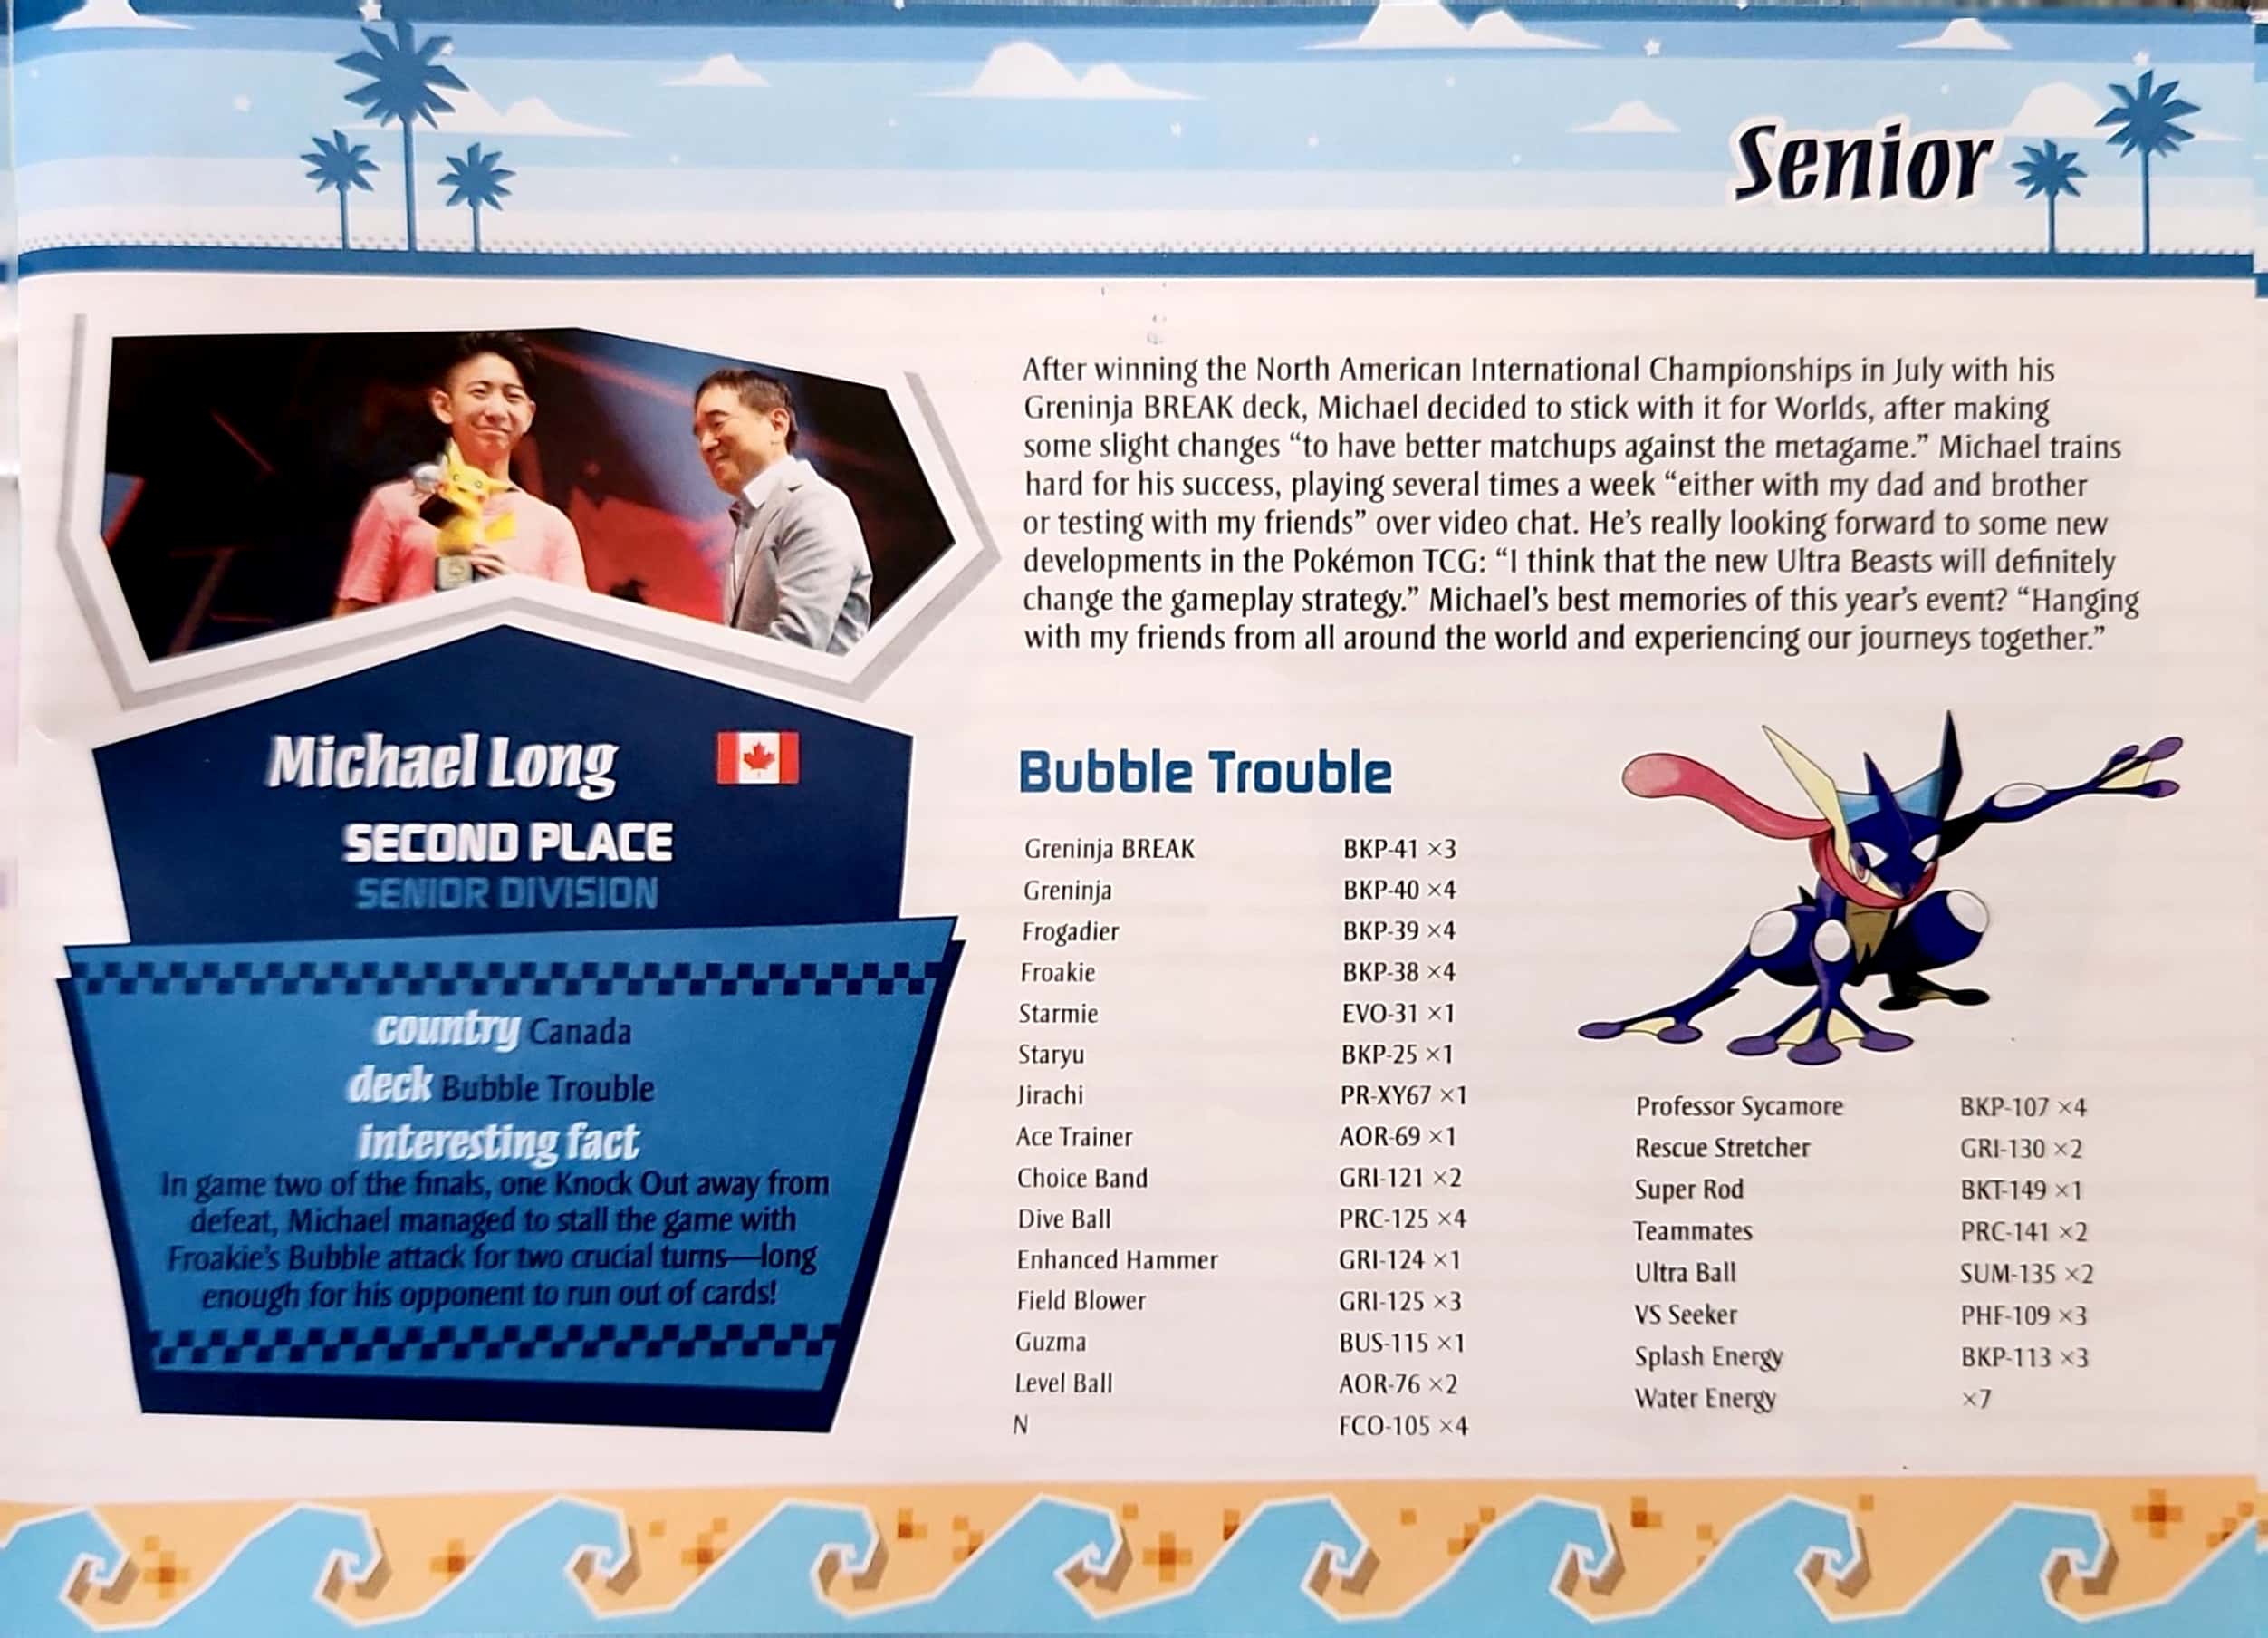 Senior
After winning the North American International Championships in July with his
Greninja BREAK deck, Michael decided to stick with it for Worlds, after making
some slight changes “to have better matchups against the metagame.” Michael trains
hard for his success, playing several times a week “either with my dad and brother
or testing with my friends” over video chat. He’s really looking forward to some new
developments in the Pokémon TCG: “I think that the new Ultra Beasts will definitely
change the gameplay strategy.” Michael’s best memories of this year’s event? “Hanging
with my friends from all around the world and experiencing our journeys together.”
Michael Long
SECOND PLACE
SENIOR DIVISION
country Canada
deck Bubble Trouble
interesting fact
In game two of the finals, one Knock Out away from
defeat, Michael managed to stall the game with
Froakie’s Bubble attack for two crucial turns—long
enough for his opponent to run out of cards!
Bubble Trouble
Greninja BREAK BKP-41 ×3
Greninja BKP-40 ×4
Frogadier BKP-39 ×4
Froakie BKP-38 ×4
Starmie EVO-31 ×1
Staryu BKP-25 ×1
Jirachi PR-XY67 ×1
Ace Trainer AOR-69 ×1
Choice Band GRI-121 ×2
Dive Ball PRC-125 ×4
Enhanced Hammer GRI-124 ×1
Field Blower GRI-125 ×3
Guzma BUS-115 ×1
Level Ball AOR-76 ×2
N FCO-105 ×4
Professor Sycamore BKP-107 ×4
Rescue Stretcher GRI-130 ×2
Super Rod BKT-149 ×1
Teammates PRC-141 ×2
Ultra Ball SUM-135 ×2
VS Seeker PHF-109 ×3
Splash Energy BKP-113 ×3
Water Energy ×7